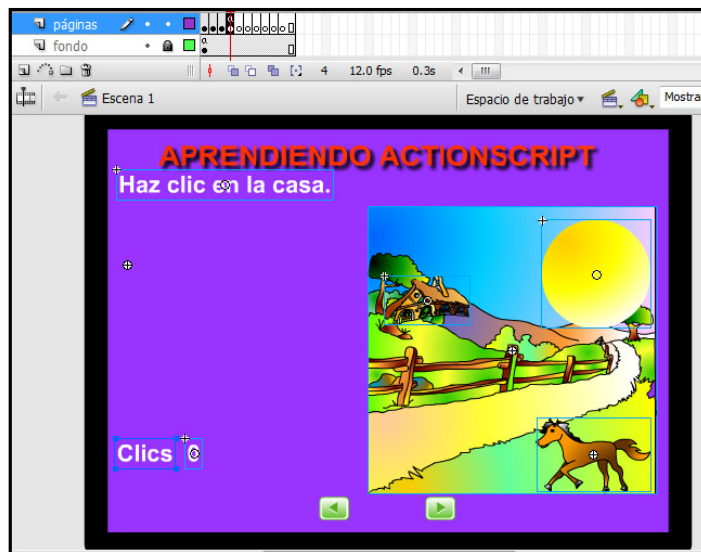 páginas
fondo
4 12.0 fps 0.3s
Escena 1
Espacio de trabajo
Mostra
APRENDIENDO ACTIONSCRIPT
Haz clic en la casa.
Clics 0